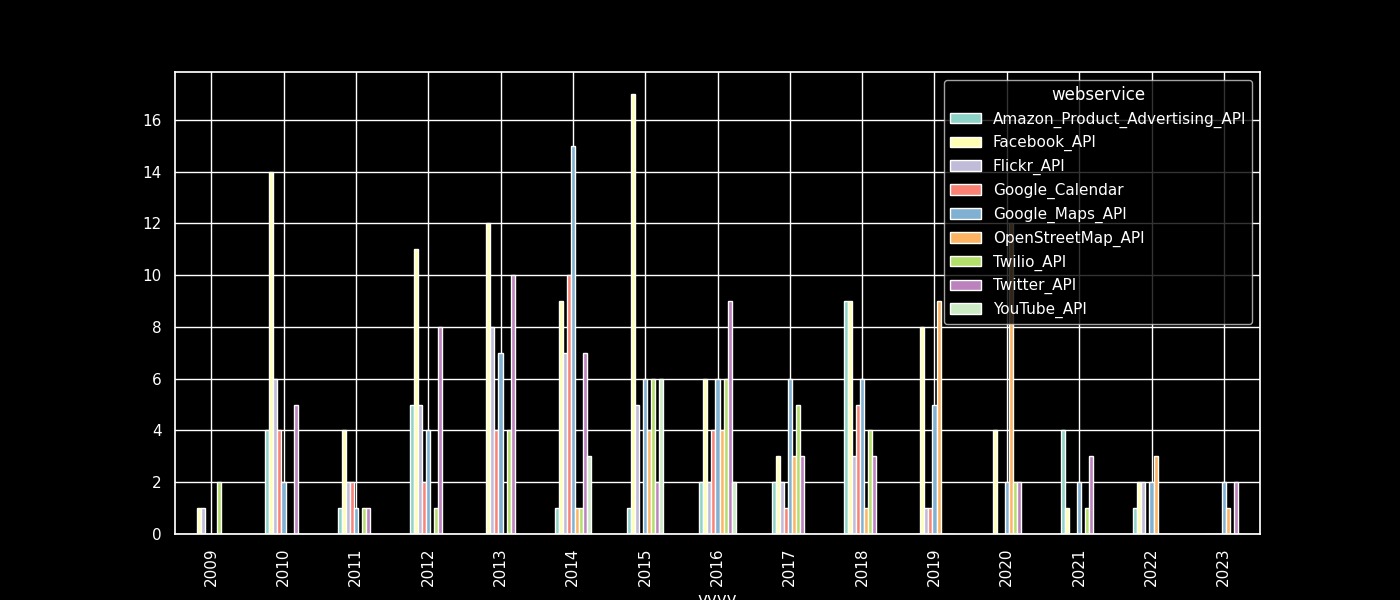 webservice
Amazon_Product_Advertising_API
Facebook_API
Flickr_API
Google_Calendar
Google_Maps_API
OpenStreetMap_API
Twilio_API
Twitter_API
YouTube_API
16
14
12
10
8
6
4
2
0
2009 2010 2011 2012 2013 2014 2015 2016 2017 2018 2019 2020 2021 2022 2023